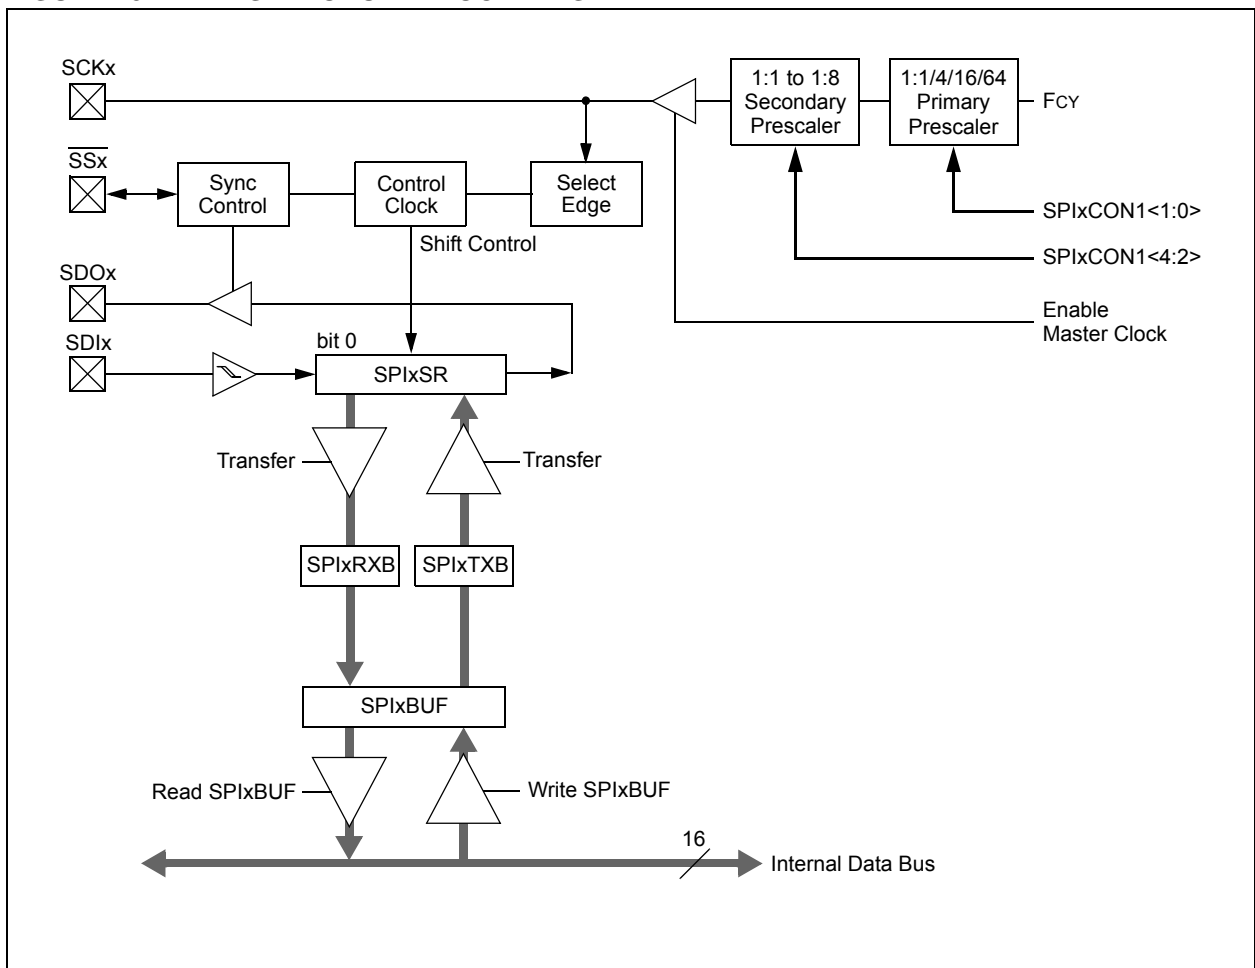 SCKx
SSx
SDOx
SDIx
Sync
Control
Control
Clock
Select
Edge
Shift Control
1:1 to 1:8
Secondary
Prescaler
1:1/4/16/64
Primary
Prescaler
FCY
SPIxCON1<1:0>
SPIxCON1<4:2>
Enable
Master Clock
bit 0
SPIxSR
Transfer
Transfer
SPIxRXB
SPIxTXB
SPIxBUF
Read SPIxBUF
Write SPIxBUF
16
Internal Data Bus